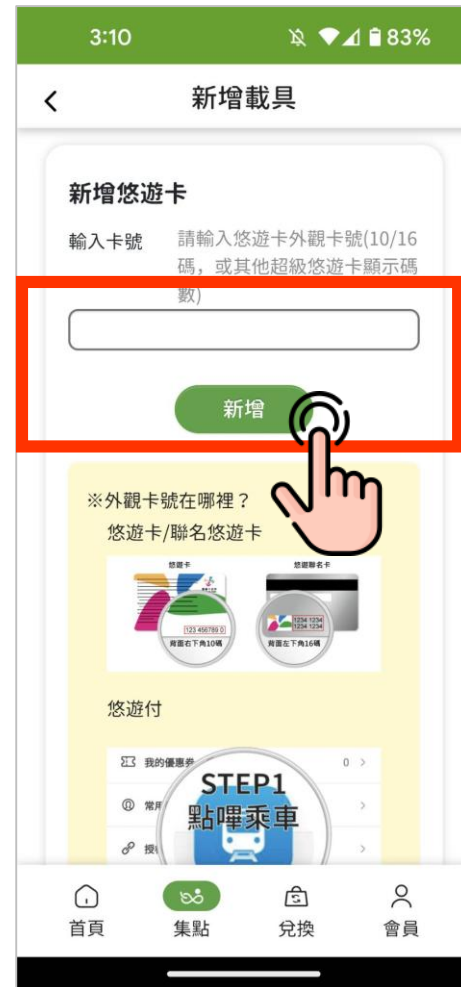 3:10
83%
新增載具
新增悠遊卡
輸入卡號
請輸入悠遊卡外觀卡號(10/16
碼，或其他超級悠遊卡顯示碼
數)
新增
※外觀卡號在哪裡？
悠遊卡/聯名悠遊卡
悠遊卡
悠遊聯名卡
123 456789 0
背面右下角10碼
1234 1234
1234 1234
背面左下角16碼
悠遊付
我的優惠券
0
STEP1
點嗶乘車
常用
首頁
集點
兌換
會員